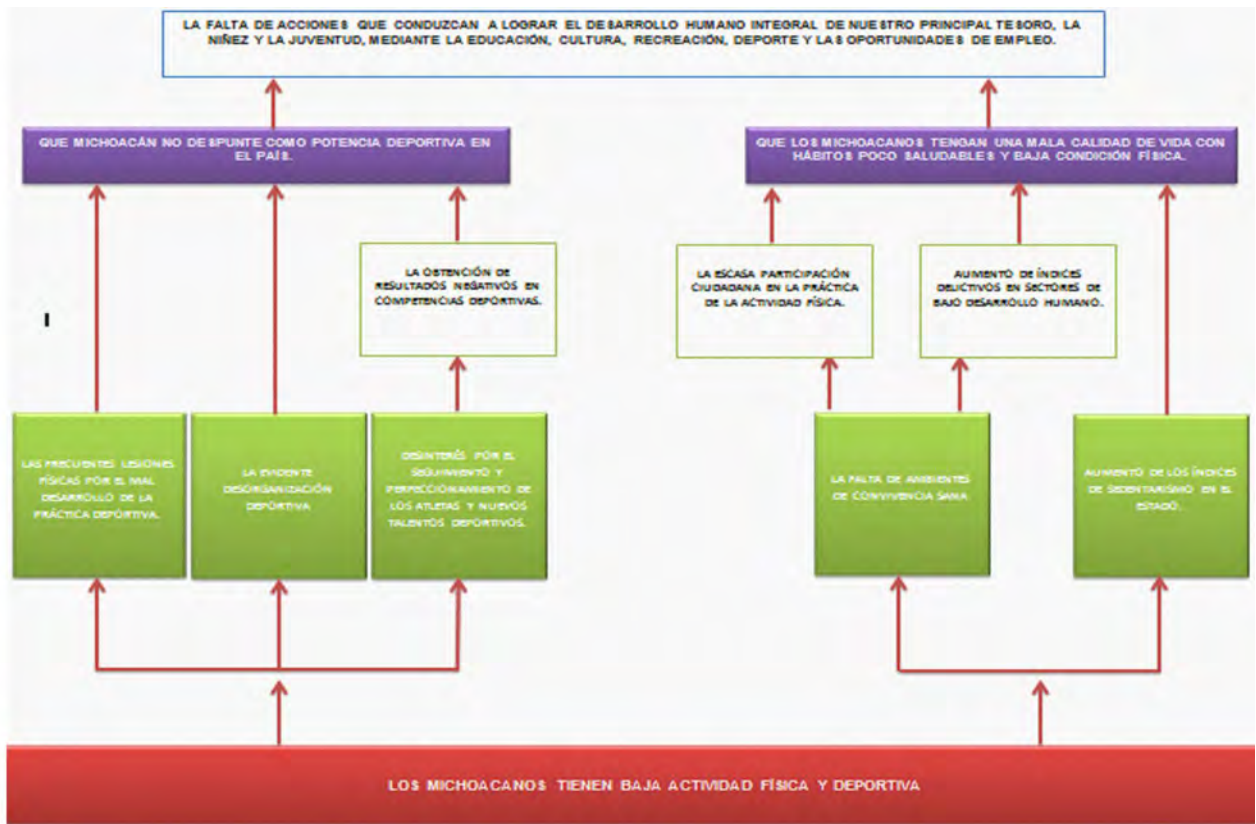 LA FALTA DE ACCIONES QUE CONDUZCAN A LOGRAR EL DESARROLLO HUMANO INTEGRAL DE NUESTRO PRINCIPAL TESORO, LA
NIÑEZ Y LA JUVENTUD, MEDIANTE LA EDUCACIÓN, CULTURA, RECREACIÓN, DEPORTE Y LAS OPORTUNIDADES DE EMPLEO.
QUE MICHOACÁN NO DESPUNTE COMO POTENCIA DEPORTIVA EN
EL PAÍS.
QUE LOS MICHOACANOS TENGAN UNA MALA CALIDAD DE VIDA CON
HÁBITOS POCO SALUDABLES Y BAJA CONDICIÓN FÍSICA.
LA OBTENCIÓN DE
RESULTADOS NEGATIVOS EN
COMPETENCIAS DEPORTIVAS.
LA ESCASA PARTICIPACIÓN
CIUDADANA EN LA PRÁCTICA
DE LA ACTIVIDAD FÍSICA.
AUMENTO DE ÍNDICES
DELICTIVOS EN SECTORES DE
BAJO DESARROLLO HUMANO.
LAS FRECUENTES LESIONES
FÍSICAS POR EL MAL
DESARROLLO DE LA
PRÁCTICA DEPORTIVA.
LA EVIDENTE
DESORGANIZACIÓN
DEPORTIVA
DESINTERÉS POR EL
SEGUIMIENTO Y
PERFECCIONAMIENTO DE
LOS ATLETAS Y NUEVOS
TALENTOS DEPORTIVOS.
LA FALTA DE AMBIENTES
DE CONVIVENCIA SANA
AUMENTO DE LOS ÍNDICES
DE SEDENTARISMO EN EL
ESTADO.
LOS MICHOACANOS TIENEN BAJA ACTIVIDAD FÍSICA Y DEPORTIVA